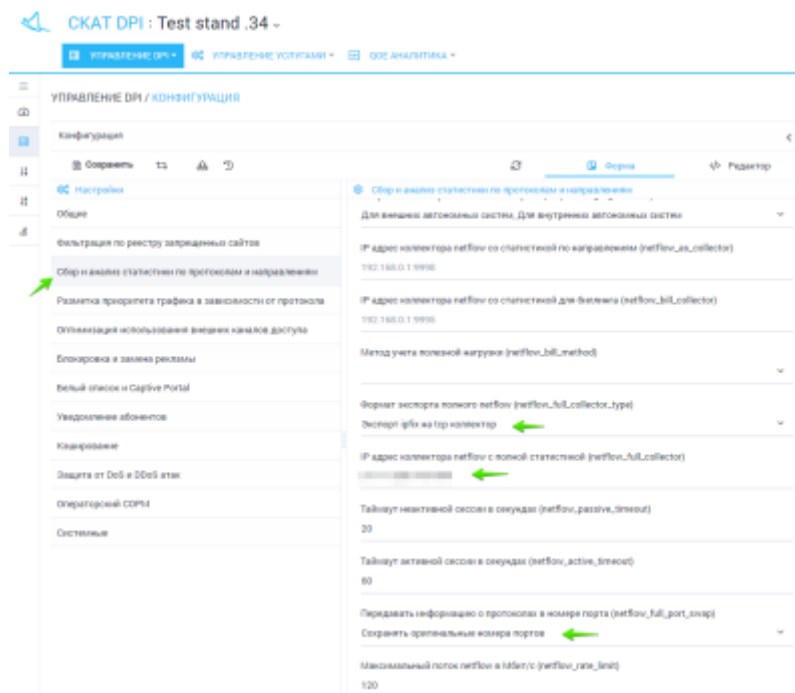 СКАТ DPI : Test stand .34
УПРАВЛЕНИЕ DPI
УПРАВЛЕНИЕ УСЛУГАМИ
QOE АНАЛИТИКА
УПРАВЛЕНИЕ DPI / КОНФИГУРАЦИЯ
Конфигурация
Сохранить
Форма
Редактор
Настройки
Сбор и анализ статистики по протоколам и направлениям
Общие
Фильтрация по реестру запрещенных сайтов
Сбор и анализ статистики по протоколам и направлениям
Разметка приоритета трафика в зависимости от протокола
Оптимизация использования внешних каналов доступа
Блокировка и замена рекламы
Белый список и Captive Portal
Уведомление абонентов
Кэширование
Защита от DoS и DDoS атак
Операторский СОРМ
Системные
Для внешних автономных систем, Для внутренних автономных систем
IP адрес коллектора netflow со статистикой по направлениям (netflow_as_collector)
192.168.0.1:9998
IP адрес коллектора netflow со статистикой для биллинга (netflow_bill_collector)
192.168.0.1:9996
Метод учета полезной нагрузки (netflow_bill_method)
Формат экспорта полного netflow (netflow_full_collector_type)
Экспорт ipfix на tcp коллектор
IP адрес коллектора netflow с полной статистикой (netflow_full_collector)
Таймаут неактивной сессии в секундах (netflow_passive_timeout)
20
Таймаут активной сессии в секундах (netflow_active_timeout)
60
Передавать информацию о протоколах в номере порта (netflow_full_port_swap)
Сохранять оригинальные номера портов
Максимальный поток netflow в Мбит/с (netflow_rate_limit)
120